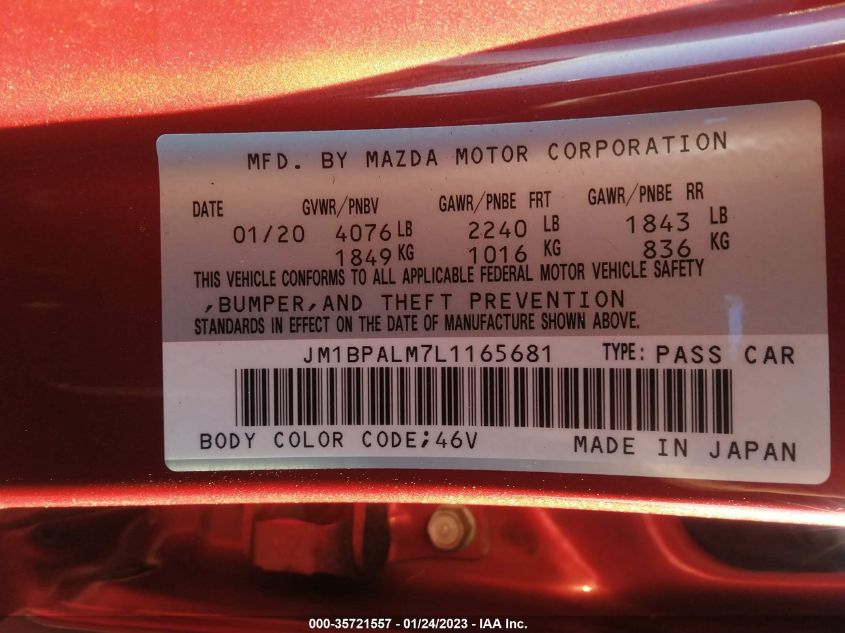 MFD. BY MAZDA MOTOR CORPORATION
DATE GVWR/PNBV GAWR/PNBE FRT GAWR/PNBE RR
01/20 4076 LB 2240 LB 1843 LB
1849 KG 1016 KG 836 KG
THIS VEHICLE CONFORMS TO ALL APPLICABLE FEDERAL MOTOR VEHICLE SAFETY
,BUMPER,AND THEFT PREVENTION
STANDARDS IN EFFECT ON THE DATE OF MANUFACTURE SHOWN ABOVE.
JM1BPALM7L1165681 TYPE: PASS CAR
BODY COLOR CODE;46V MADE IN JAPAN
000-35721557 - 01/24/2023 - IAA Inc.